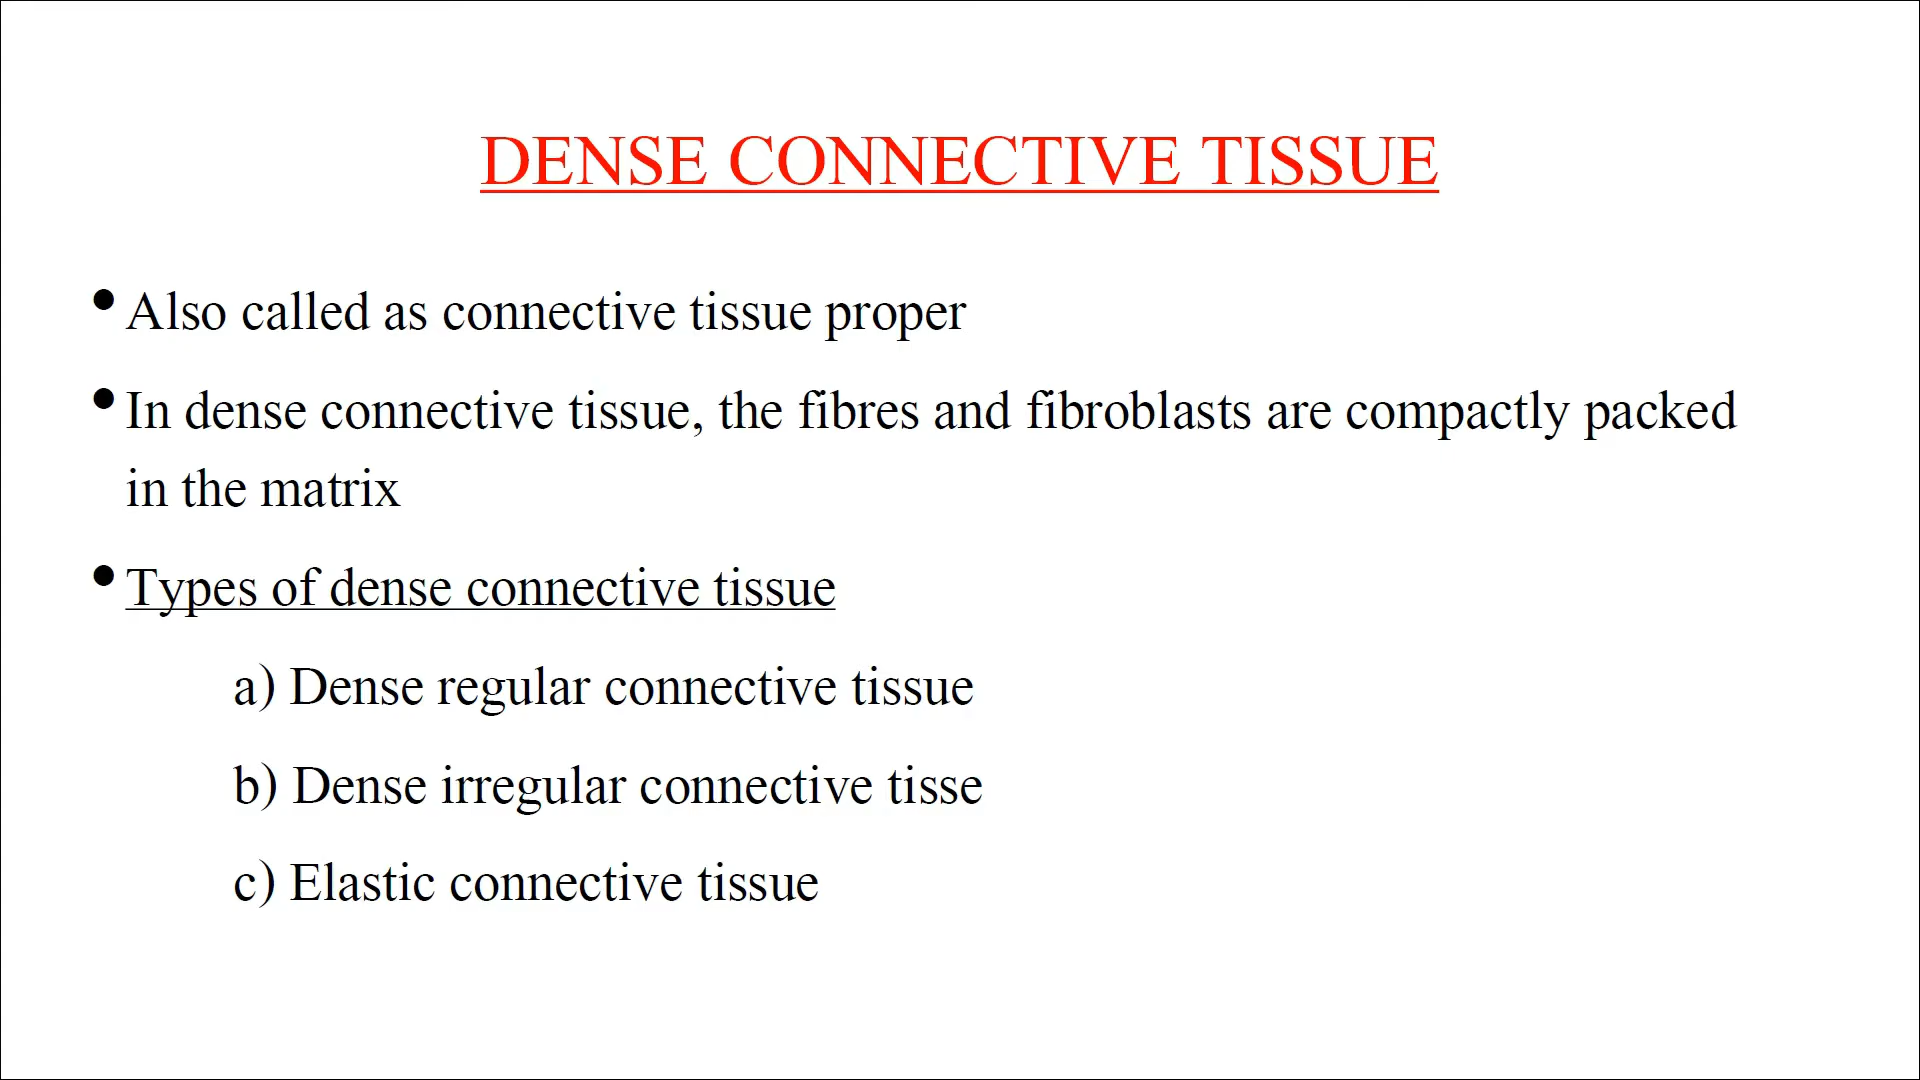 DENSE CONNECTIVE TISSUE
• Also called as connective tissue proper
• In dense connective tissue, the fibres and fibroblasts are compactly packed
in the matrix
• Types of dense connective tissue
a) Dense regular connective tissue
b) Dense irregular connective tisse
c) Elastic connective tissue